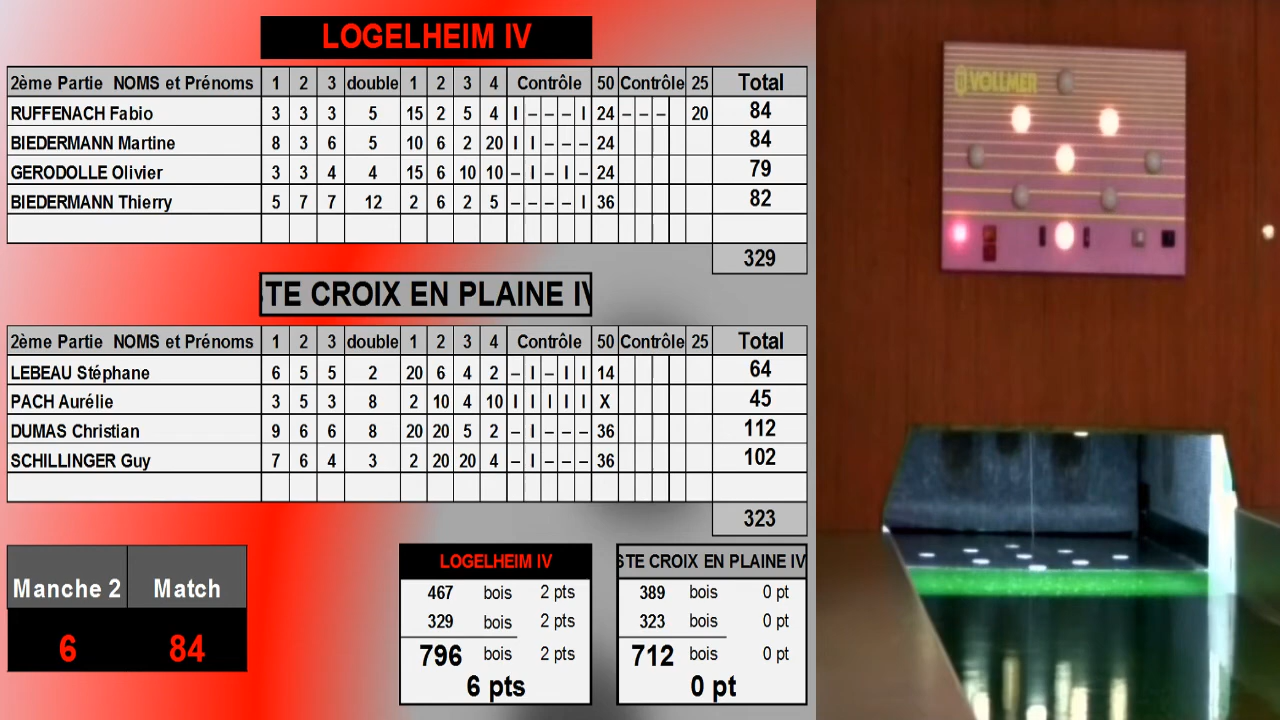 LOGELHEIM IV
2ème Partie NOMS et Prénoms 1 2 3 double 1 2 3 4 Contrôle 50 Contrôle 25 Total
RUFFENACH Fabio 3 3 3 5 15 2 5 4 I – – – I 24 – – – 20 84
BIEDERMANN Martine 8 3 6 5 10 6 2 20 I I – – – 24 84
GERODOLLE Olivier 3 3 4 4 15 6 10 10 – I – I – 24 79
BIEDERMANN Thierry 5 7 7 12 2 6 2 5 – – – – I 36 82
329
STE CROIX EN PLAINE IV
2ème Partie NOMS et Prénoms 1 2 3 double 1 2 3 4 Contrôle 50 Contrôle 25 Total
LEBEAU Stéphane 6 5 5 2 20 6 4 2 – I – I I 14 64
PACH Aurélie 3 5 3 8 2 10 4 10 I I I I I X 45
DUMAS Christian 9 6 6 8 20 20 5 2 – I – – – 36 112
SCHILLINGER Guy 7 6 4 3 2 20 20 4 – I – – – 36 102
323
Manche 2 Match
6 84
LOGELHEIM IV
467 bois 2 pts
329 bois 2 pts
796 bois 2 pts
6 pts
STE CROIX EN PLAINE IV
389 bois 0 pt
323 bois 0 pt
712 bois 0 pt
0 pt
VOLLMER